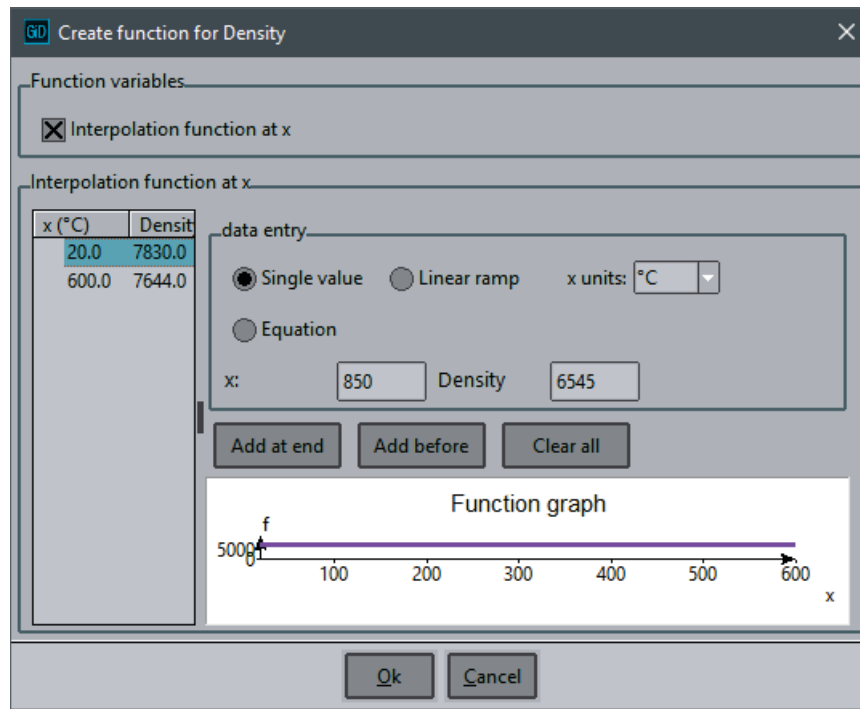 GiD Create function for Density
Function variables
Interpolation function at x
Interpolation function at x
x (°C) Densit
20.0 7830.0
600.0 7644.0
data entry
Single value Linear ramp x units: °C
Equation
x: 850 Density 6545
Add at end Add before Clear all
Function graph
f
5000
0
100 200 300 400 500 600
x
Ok Cancel